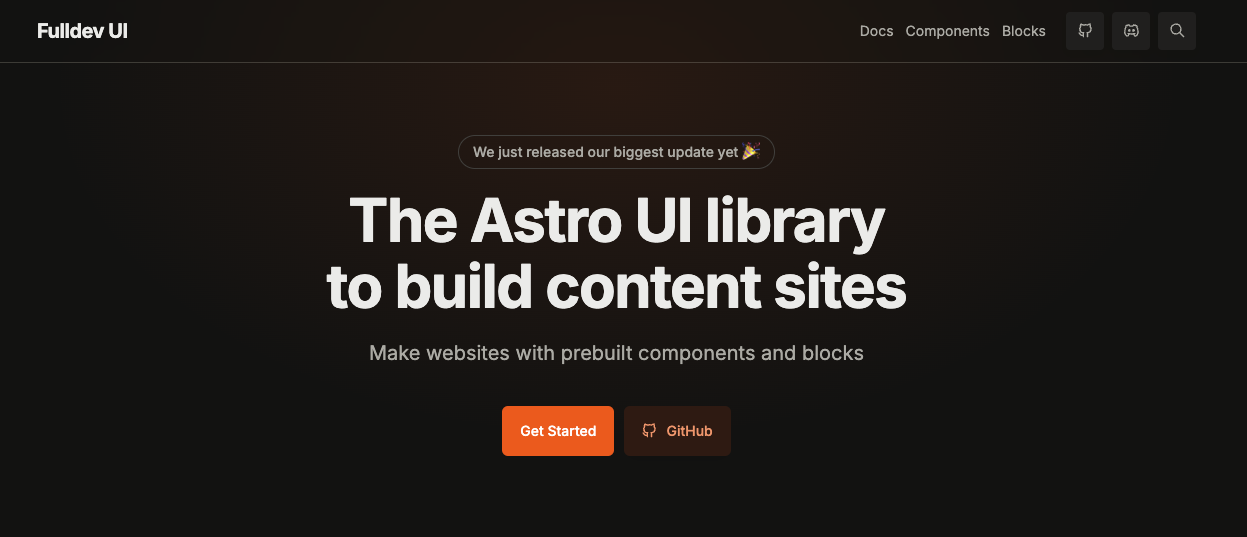 Fulldev UI
Docs Components Blocks
We just released our biggest update yet 🎉
The Astro UI library
to build content sites
Make websites with prebuilt components and blocks
Get Started GitHub